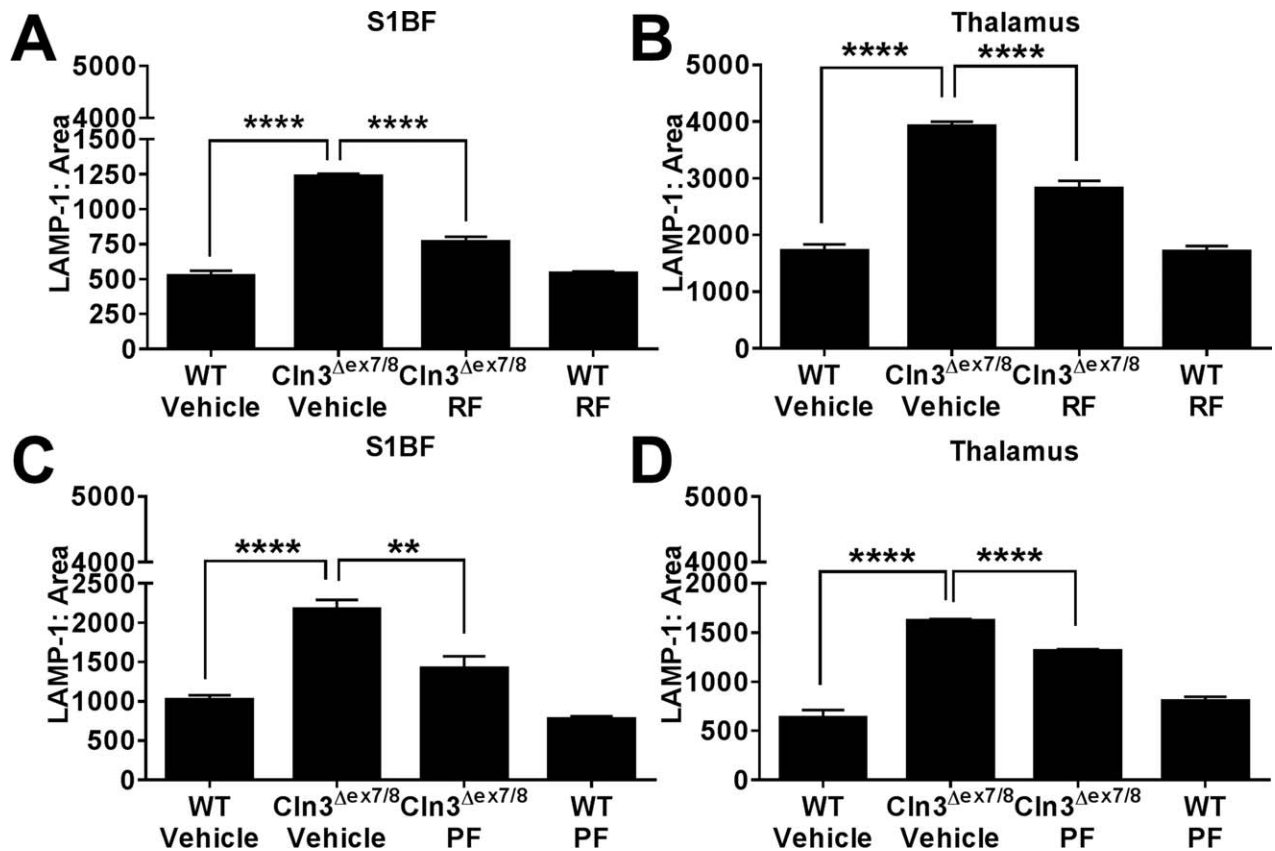 A
S1BF
LAMP-1: Area
5000
4000
1500
1250
1000
750
500
250
0
**** ****
WT Cln3Δex7/8 Cln3Δex7/8 WT
Vehicle Vehicle RF RF
B
Thalamus
LAMP-1: Area
5000
4000
3000
2000
1000
0
**** ****
WT Cln3Δex7/8 Cln3Δex7/8 WT
Vehicle Vehicle RF RF
C
S1BF
LAMP-1: Area
5000
4000
2500
2000
1500
1000
500
0
**** **
WT Cln3Δex7/8 Cln3Δex7/8 WT
Vehicle Vehicle PF PF
D
Thalamus
LAMP-1: Area
5000
4000
2000
1500
1000
500
0
**** ****
WT Cln3Δex7/8 Cln3Δex7/8 WT
Vehicle Vehicle PF PF